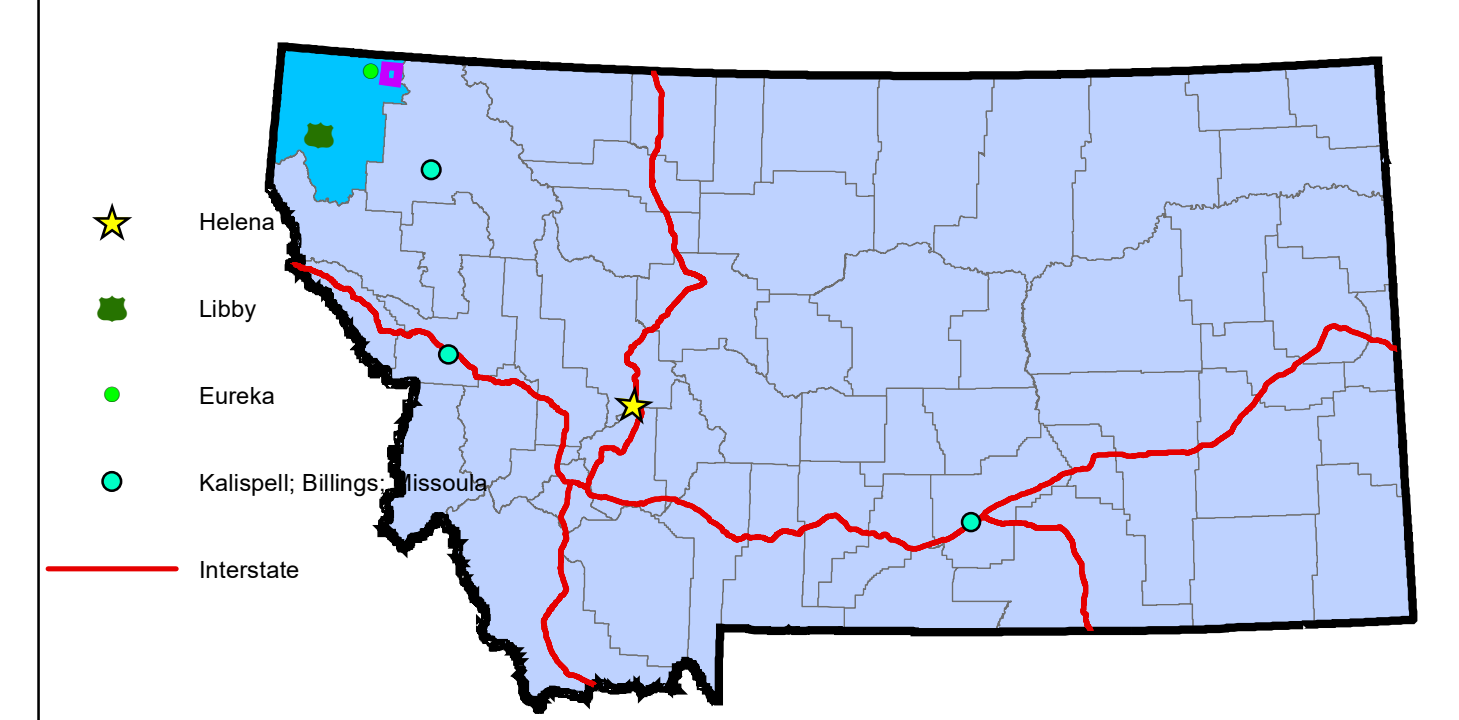 Helena
Libby
Eureka
Kalispell; Billings; Missoula
Interstate